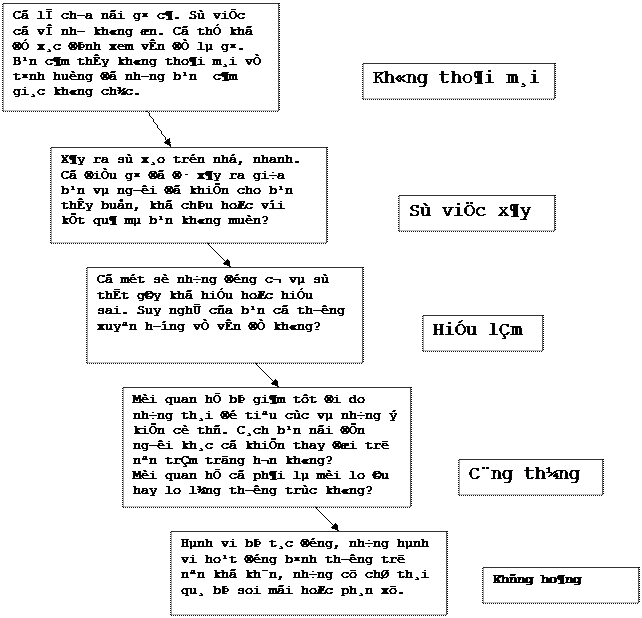 Cã lÏ ch­a nãi g× c¶. Sù viÖc
cã vÎ nh­ kh«ng æn. Cã thÓ khã
®Ó x¸c ®Þnh xem vÊn ®Ò lµ g×.
B¹n c¶m thÊy kh«ng tho¶i m¸i vÒ
t×nh huèng ®ã nh­ng b¹n c¶m
gi¸c kh«ng ch¾c.
Kh«ng tho¶i m¸i
X¶y ra sù x¸o trén nhá, nhanh.
Cã ®iÒu g× ®ã ®· x¶y ra gi÷a
b¹n vµ ng­êi ®ã khiÕn cho b¹n
thÊy buån, khã chÞu hoÆc víi
kÕt qu¶ mµ b¹n kh«ng muèn?
Sù viÖc x¶y
Cã mét sè nh÷ng ®éng c¬ vµ sù
thËt g©y khã hiÓu hoÆc hiÓu
sai. Suy nghÜ cña b¹n cã th­êng
xuyªn h­íng vÒ vÊn ®Ò kh«ng?
HiÓu lÇm
Mèi quan hÖ bÞ gi¶m tèt ®i do
nh÷ng th¸i ®é tiªu cùc vµ nh÷ng ý
kiÕn cè thñ. C¸ch b¹n nãi ®Õn
ng­êi kh¸c cã khiÕn thay ®æi trë
nªn trÇm träng h¬n kh«ng?
Mèi quan hÖ cã ph¶i lµ mèi lo ©u
hay lo l¾ng th­êng trùc kh«ng?
C¨ng th¼ng
Hµnh vi bÞ t¸c ®éng, nh÷ng hµnh
vi ho¹t ®éng b×nh th­êng trë
nªn khã kh¨n, nh÷ng cö chØ th¸i
qu¸ bÞ soi mãi hoÆc ph¸n xö.
Khñng ho¶ng